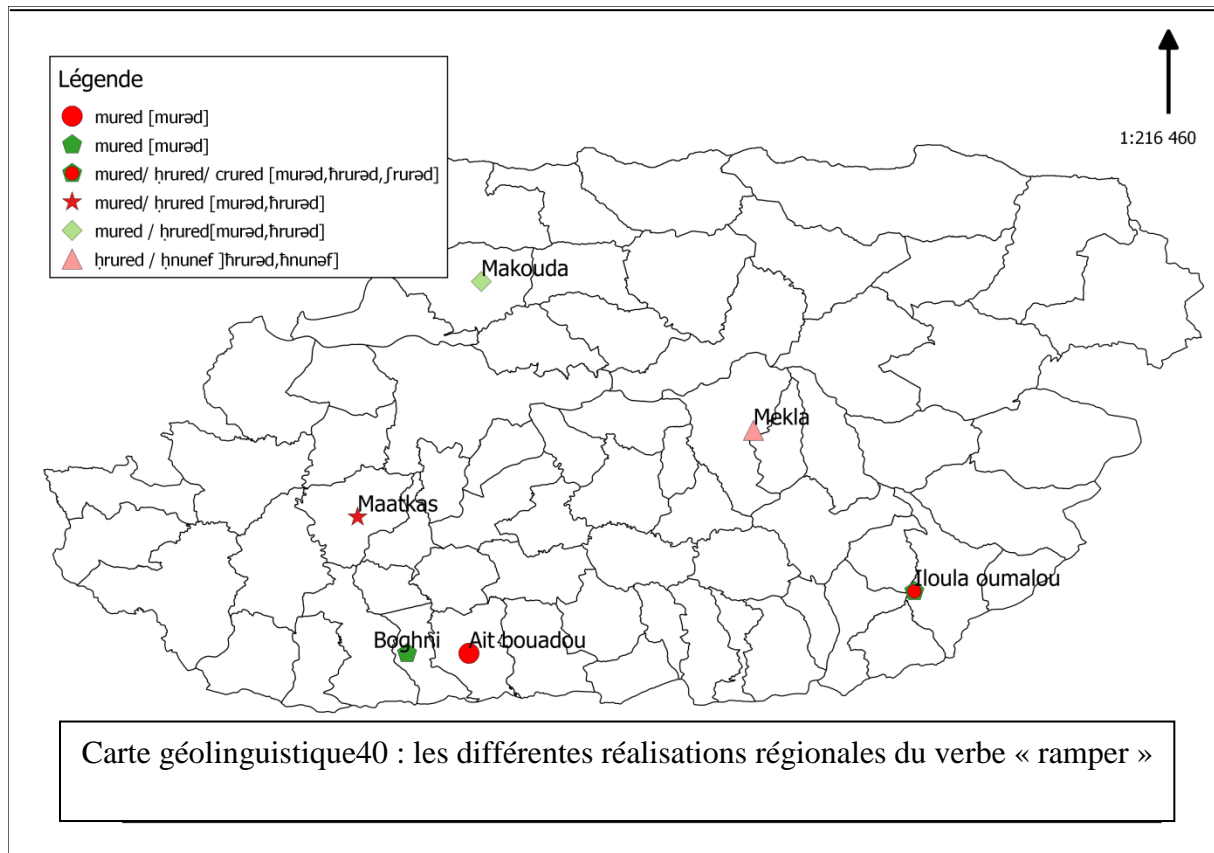 Légende
mured [murəd]
mured [murəd]
mured/ ḥrured/ crured [murəd,ħrurəd,ʃrurəd]
mured/ ḥrured [murəd,ħrurəd]
mured / ḥrured[murəd,ħrurəd]
ḥrured / ḥnunef ]ħrurəd,ħnunəf]
1:216 460
Makouda
Mekla
Maatkas
Iloula oumalou
Boghni
Ait bouadou
Carte géolinguistique40 : les différentes réalisations régionales du verbe « ramper »